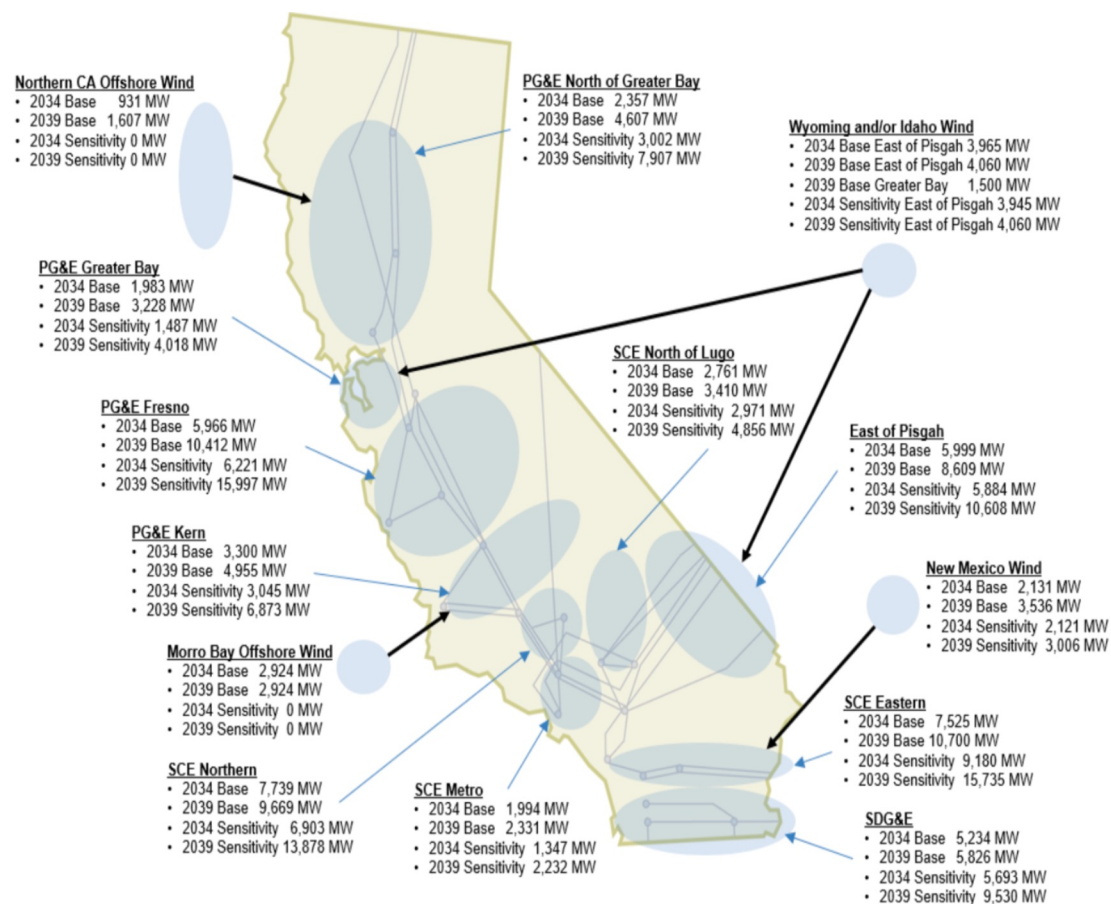 Northern CA Offshore Wind
• 2034 Base 931 MW
• 2039 Base 1,607 MW
• 2034 Sensitivity 0 MW
• 2039 Sensitivity 0 MW
PG&E North of Greater Bay
• 2034 Base 2,357 MW
• 2039 Base 4,607 MW
• 2034 Sensitivity 3,002 MW
• 2039 Sensitivity 7,907 MW
Wyoming and/or Idaho Wind
• 2034 Base East of Pisgah 3,965 MW
• 2039 Base East of Pisgah 4,060 MW
• 2039 Base Greater Bay 1,500 MW
• 2034 Sensitivity East of Pisgah 3,945 MW
• 2039 Sensitivity East of Pisgah 4,060 MW
PG&E Greater Bay
• 2034 Base 1,983 MW
• 2039 Base 3,228 MW
• 2034 Sensitivity 1,487 MW
• 2039 Sensitivity 4,018 MW
SCE North of Lugo
• 2034 Base 2,761 MW
• 2039 Base 3,410 MW
• 2034 Sensitivity 2,971 MW
• 2039 Sensitivity 4,856 MW
PG&E Fresno
• 2034 Base 5,966 MW
• 2039 Base 10,412 MW
• 2034 Sensitivity 6,221 MW
• 2039 Sensitivity 15,997 MW
East of Pisgah
• 2034 Base 5,999 MW
• 2039 Base 8,609 MW
• 2034 Sensitivity 5,884 MW
• 2039 Sensitivity 10,608 MW
PG&E Kern
• 2034 Base 3,300 MW
• 2039 Base 4,955 MW
• 2034 Sensitivity 3,045 MW
• 2039 Sensitivity 6,873 MW
New Mexico Wind
• 2034 Base 2,131 MW
• 2039 Base 3,536 MW
• 2034 Sensitivity 2,121 MW
• 2039 Sensitivity 3,006 MW
Morro Bay Offshore Wind
• 2034 Base 2,924 MW
• 2039 Base 2,924 MW
• 2034 Sensitivity 0 MW
• 2039 Sensitivity 0 MW
SCE Eastern
• 2034 Base 7,525 MW
• 2039 Base 10,700 MW
• 2034 Sensitivity 9,180 MW
• 2039 Sensitivity 15,735 MW
SCE Northern
• 2034 Base 7,739 MW
• 2039 Base 9,669 MW
• 2034 Sensitivity 6,903 MW
• 2039 Sensitivity 13,878 MW
SCE Metro
• 2034 Base 1,994 MW
• 2039 Base 2,331 MW
• 2034 Sensitivity 1,347 MW
• 2039 Sensitivity 2,232 MW
SDG&E
• 2034 Base 5,234 MW
• 2039 Base 5,826 MW
• 2034 Sensitivity 5,693 MW
• 2039 Sensitivity 9,530 MW